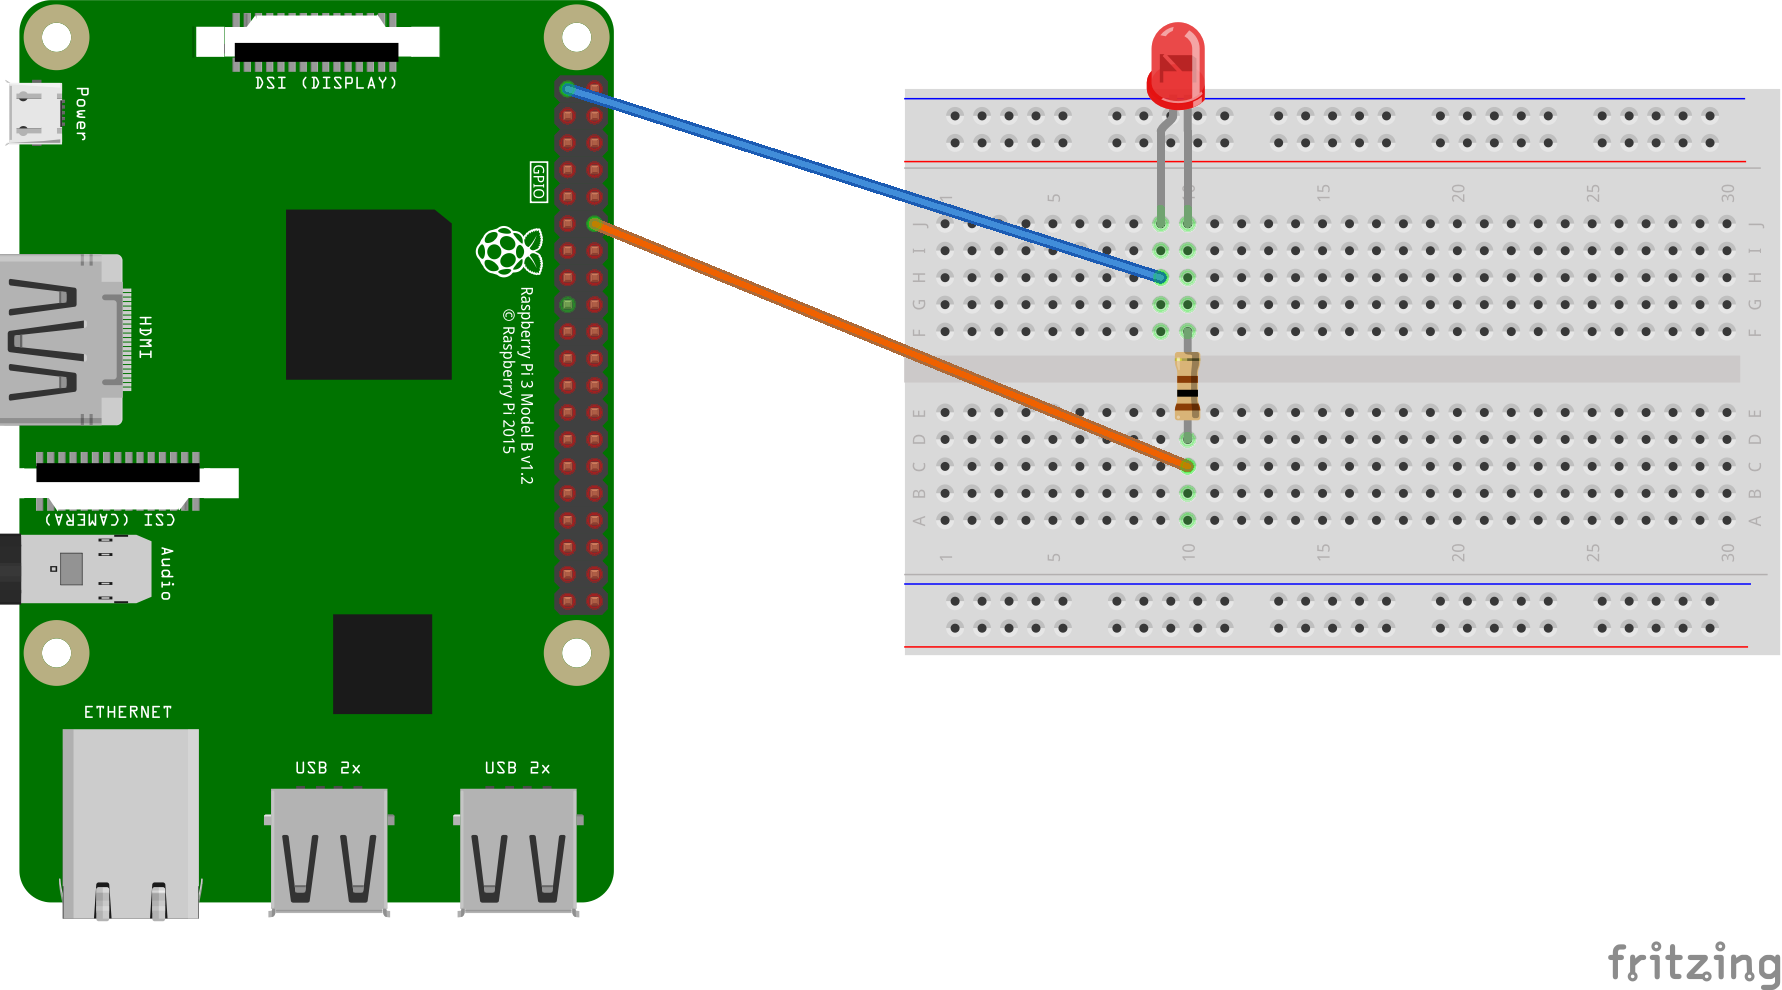 DSI (DISPLAY)
Power
GPIO
HDMI
Raspberry Pi 3 Model B v1.2
© Raspberry Pi 2015
CSI (CAMERA)
Audio
ETHERNET
USB 2x
USB 2x
1 5 10 15 20 25 30
J J
I I
H H
G G
F F
E E
D D
C C
B B
A A
1 5 10 15 20 25 30
fritzing